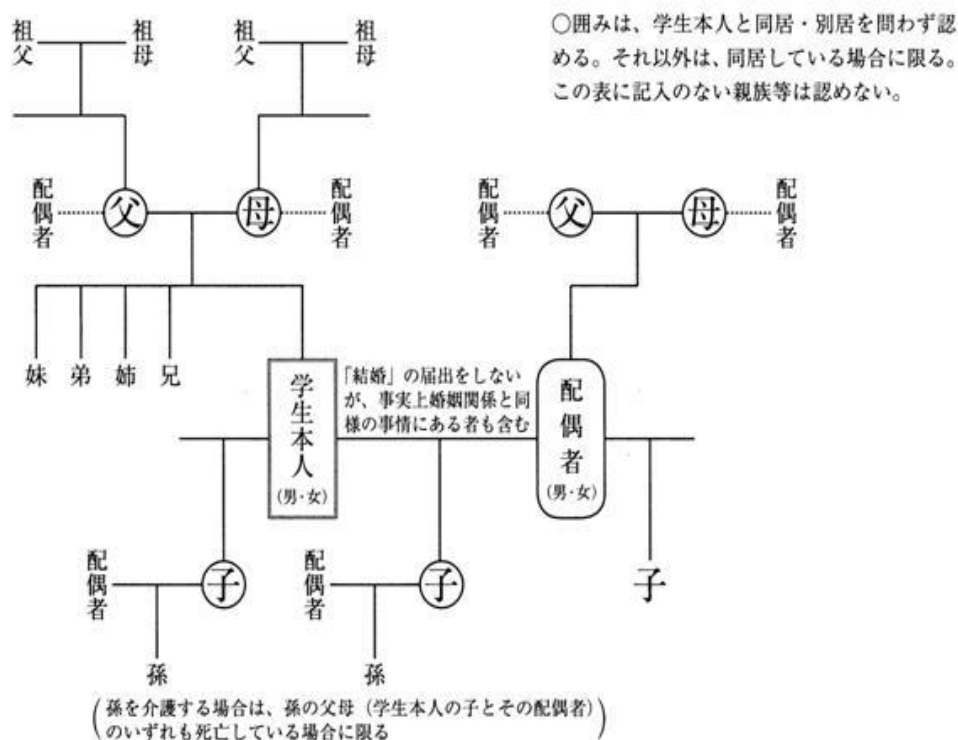 祖父
祖母
祖父
祖母
○囲みは、学生本人と同居・別居を問わず認
める。それ以外は、同居している場合に限る。
この表に記入のない親族等は認めない。
配偶者
父
母
配偶者
配偶者
父
母
配偶者
妹
弟
姉
兄
学生本人
(男・女)
「結婚」の届出をしない
が、事実上婚姻関係と同
様の事情にある者も含む
配偶者
(男・女)
配偶者
子
配偶者
子
子
孫
孫
(孫を介護する場合は、孫の父母（学生本人の子とその配偶者）
のいずれも死亡している場合に限る)